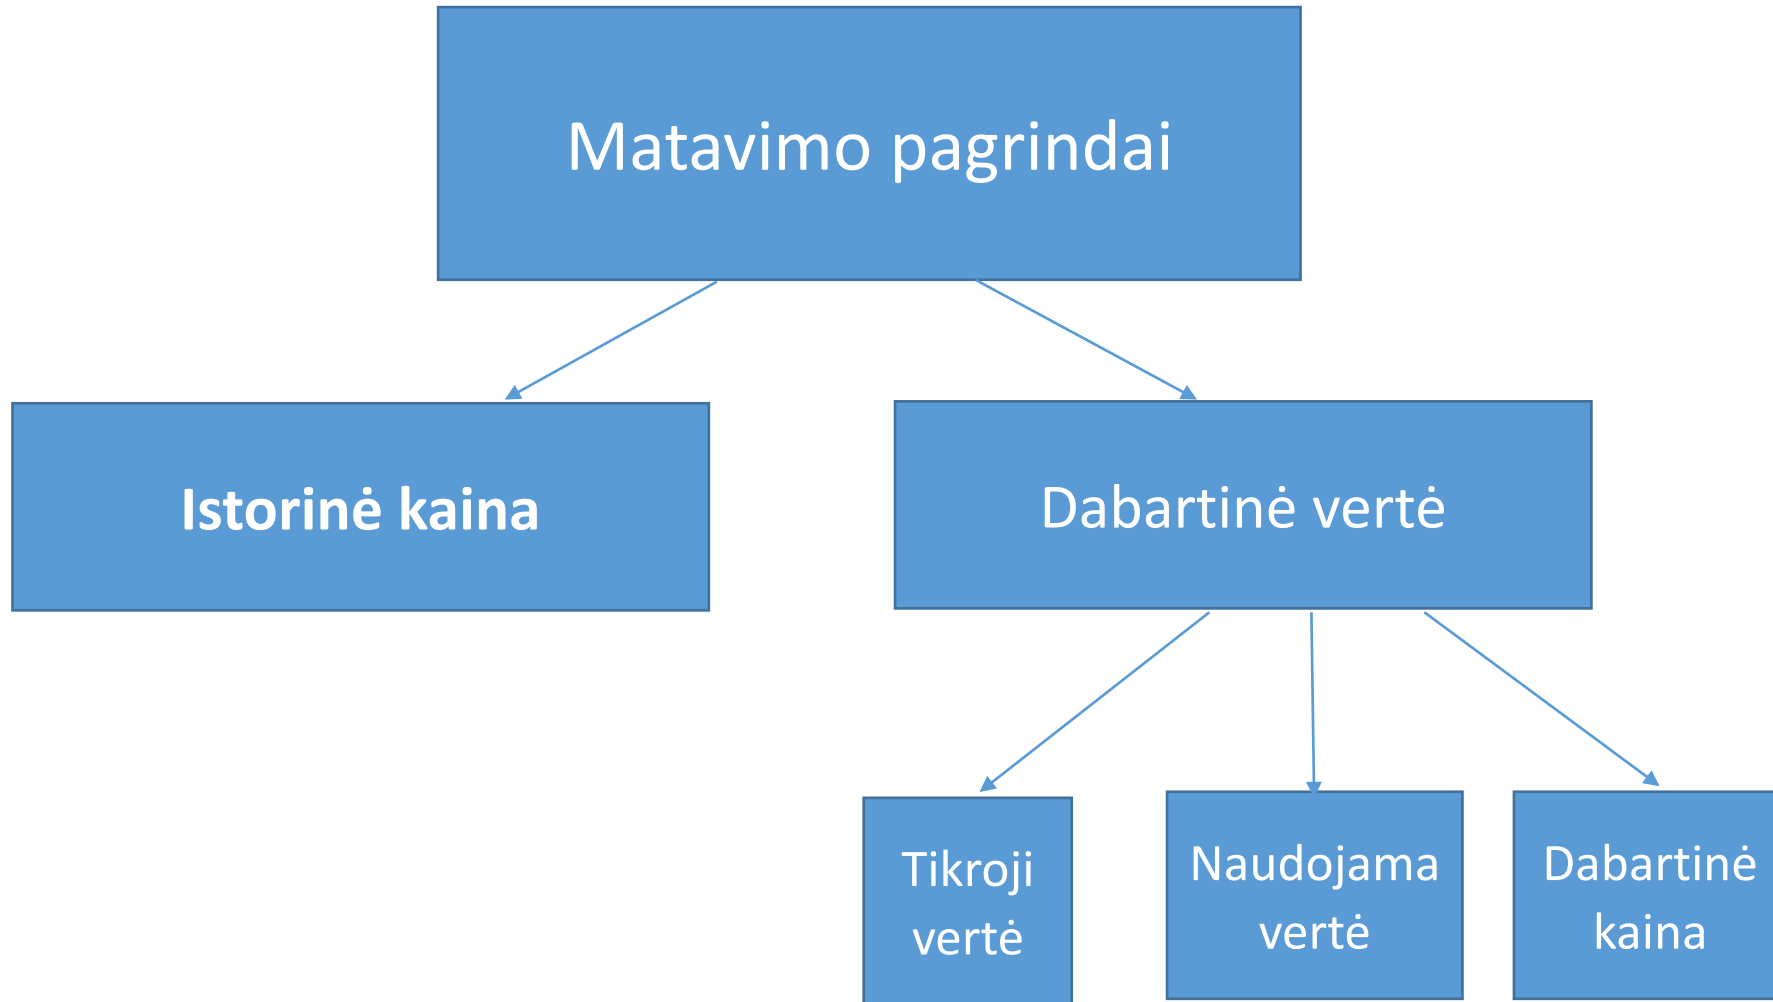 Matavimo pagrindai
Istorinė kaina
Dabartinė vertė
Tikroji
vertė
Naudojama
vertė
Dabartinė
kaina